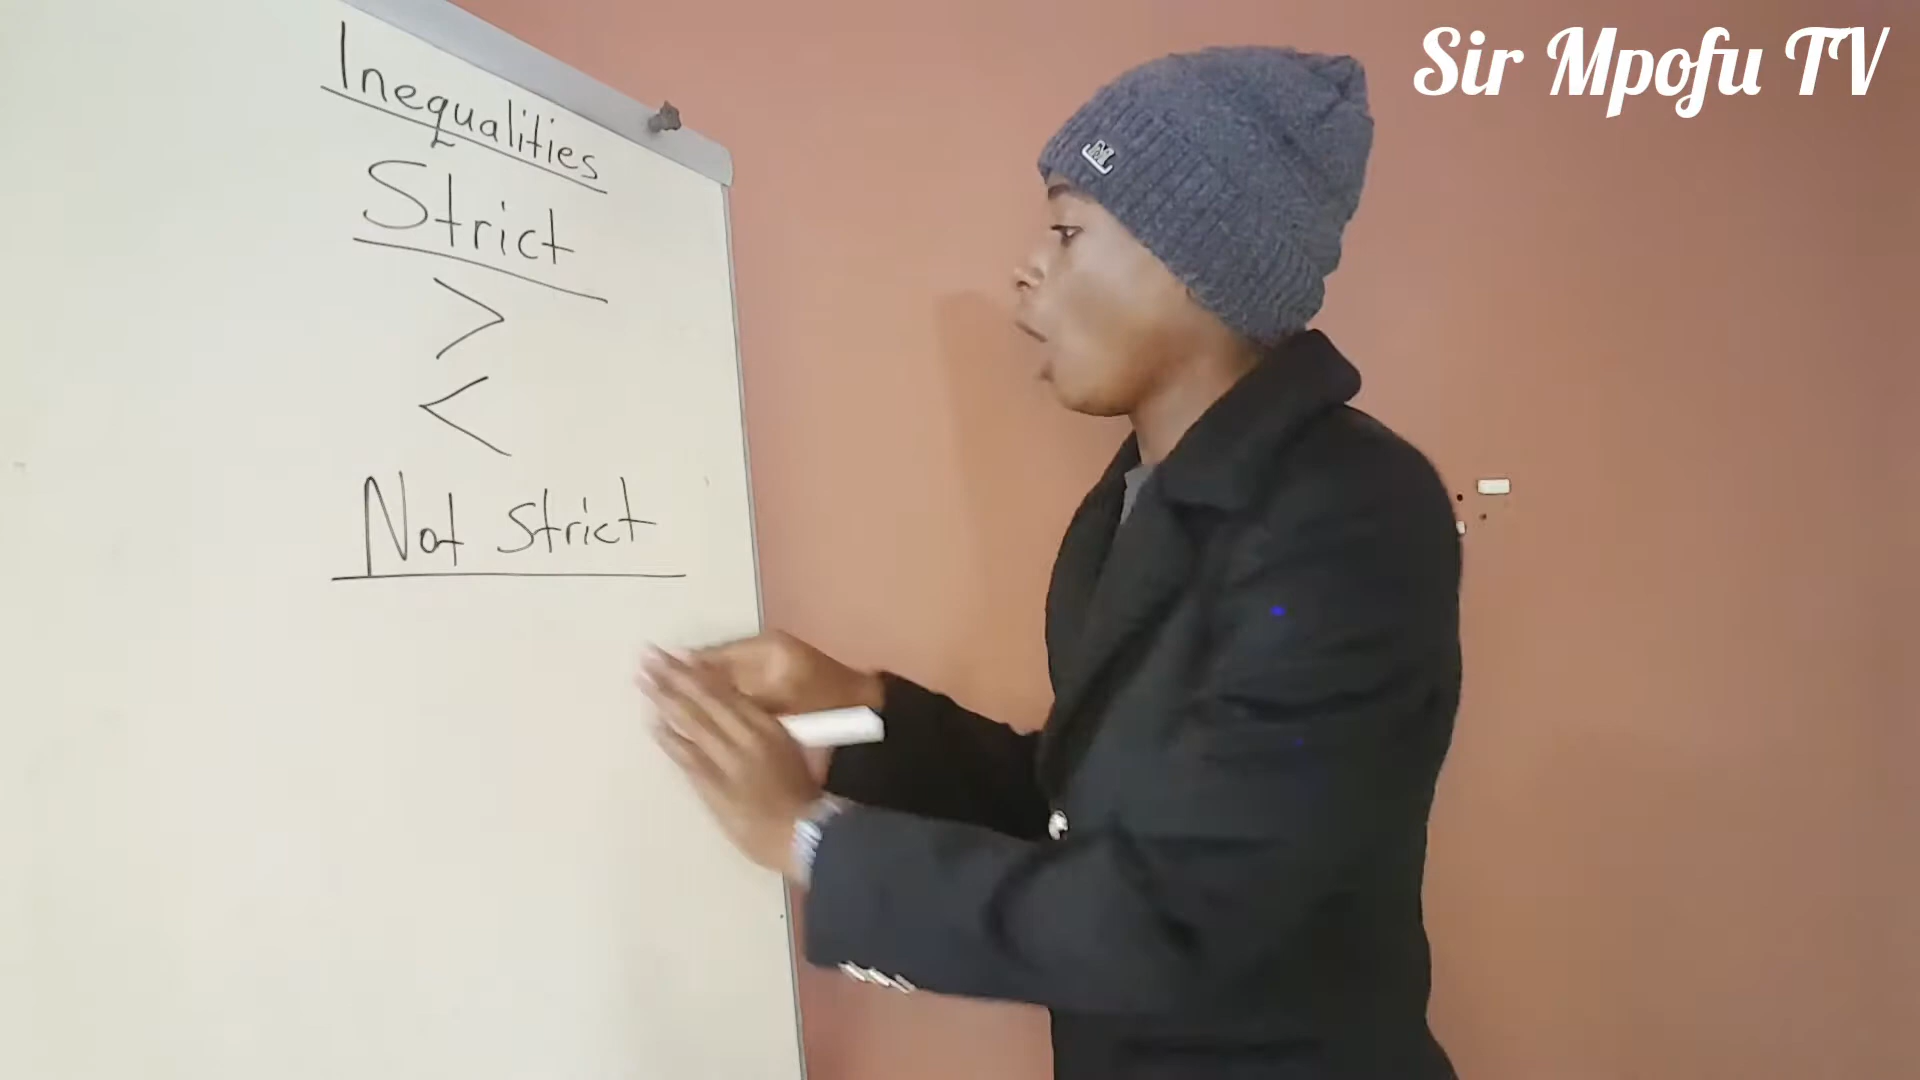 Sir Mpofu TV
Inequalities
Strict
>
<
Not strict